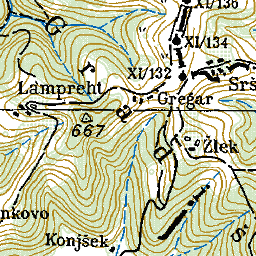 XI/136
XI/134
XI/132
Lampreht
Gregar
Srš
667
Žlek
nkovo
Konjšek